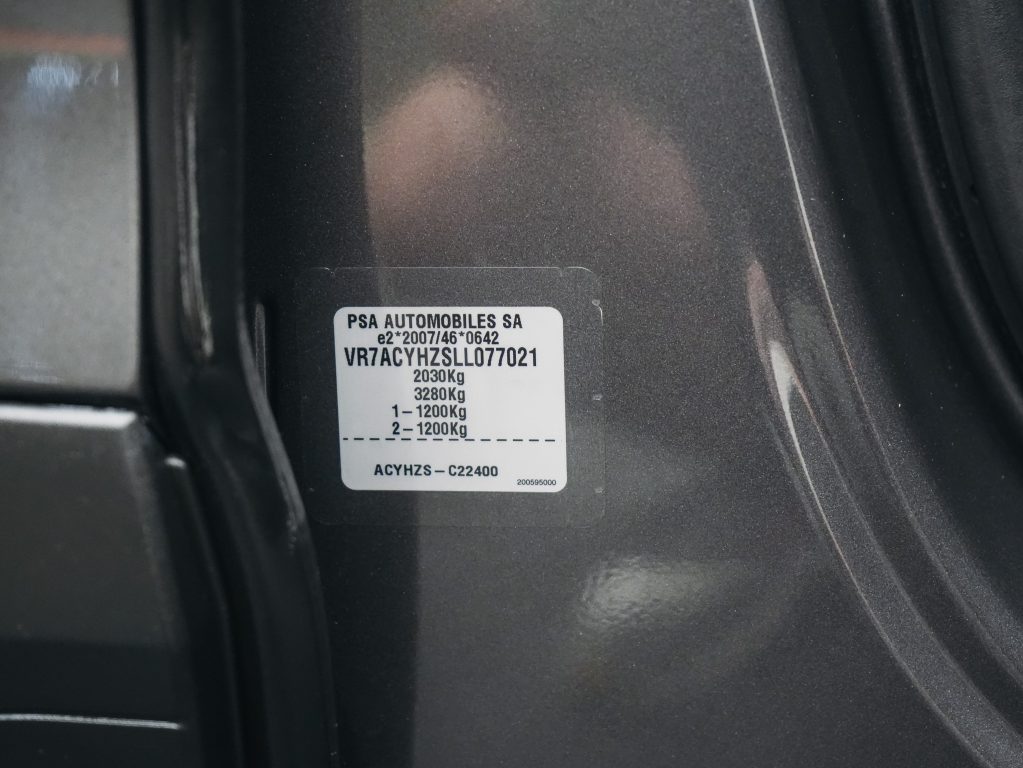 PSA AUTOMOBILES SA
e2*2007/46*0642
VR7ACYHZSLL077021
2030Kg
3280Kg
1–1200Kg
2–1200Kg
ACYHZS–C22400
200595000